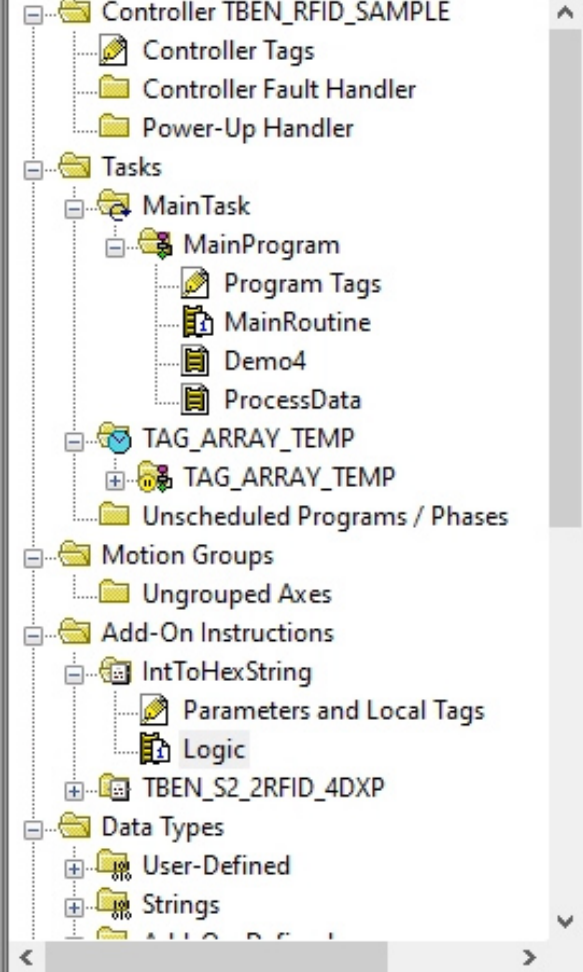 Controller TBEN_RFID_SAMPLE
Controller Tags
Controller Fault Handler
Power-Up Handler
Tasks
MainTask
MainProgram
Program Tags
MainRoutine
Demo4
ProcessData
TAG_ARRAY_TEMP
TAG_ARRAY_TEMP
Unscheduled Programs / Phases
Motion Groups
Ungrouped Axes
Add-On Instructions
IntToHexString
Parameters and Local Tags
Logic
TBEN_S2_2RFID_4DXP
Data Types
User-Defined
Strings